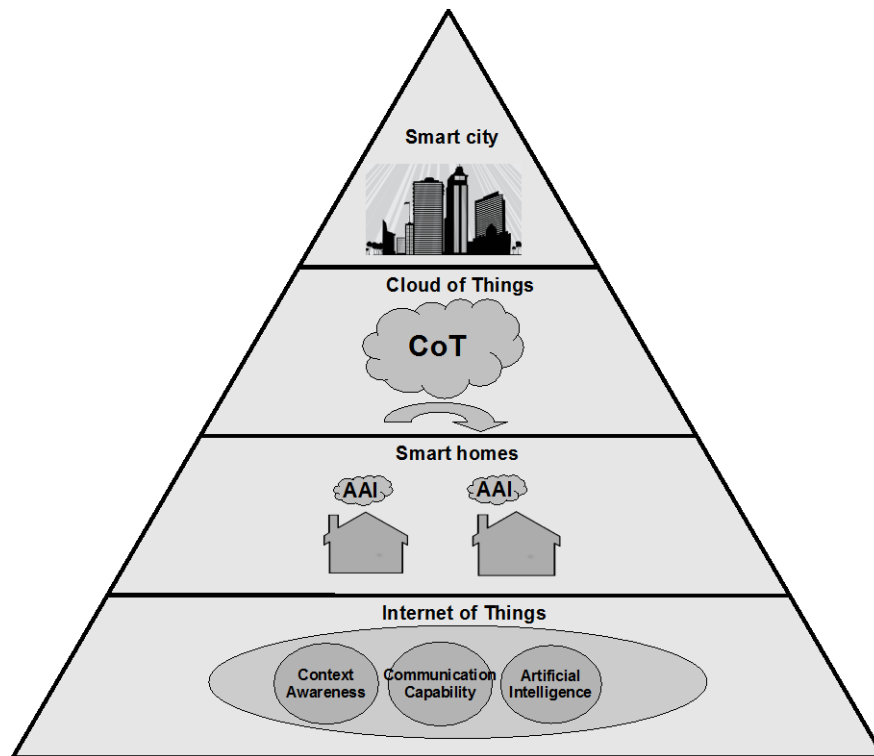 Smart city
Cloud of Things
CoT
Smart homes
AAI AAI
Internet of Things
Context Awareness
Communication Capability
Artificial Intelligence